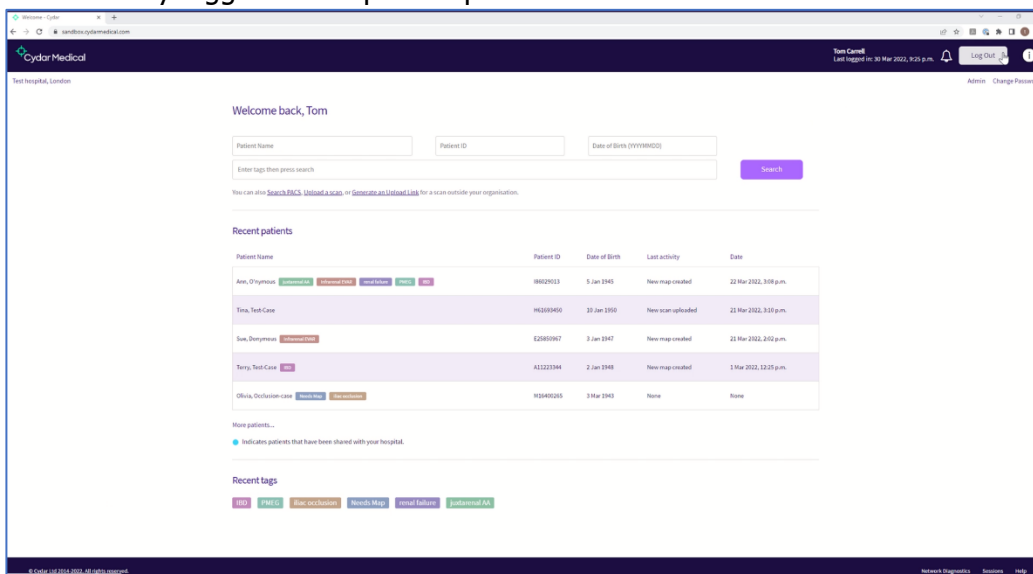 Welcome - Cydar
sandbox.cydarmedical.com
Cydar Medical
Tom Carrell
Last logged in: 30 Mar 2022, 9:25 p.m.
Log Out
Test hospital, London
Admin Change Passw
Welcome back, Tom
Patient Name Patient ID Date of Birth (YYYYMMDD)
Enter tags then press search Search
You can also Search PACS, Upload a scan, or Generate an Upload Link for a scan outside your organisation.
Recent patients
Patient Name Patient ID Date of Birth Last activity Date
Ann, O'nymous juxtarenal AA Infrarenal EVAR renal failure PMEG IBD I86029013 5 Jan 1945 New map created 22 Mar 2022, 3:08 p.m.
Tina, Test-Case H61693450 10 Jan 1950 New scan uploaded 21 Mar 2022, 3:10 p.m.
Sue, Donymous Infrarenal EVAR E25850967 3 Jan 1947 New map created 21 Mar 2022, 2:02 p.m.
Terry, Test-Case IBD A11223344 2 Jan 1948 New map created 1 Mar 2022, 12:25 p.m.
Olivia, Occlusion case Needs Map iliac occlusion M16400265 3 Mar 1943 None None
More patients...
Indicates patients that have been shared with your hospital.
Recent tags
IBD PMEG iliac occlusion Needs Map renal failure juxtarenal AA
© Cydar Ltd 2014-2022. All rights reserved. Network Diagnostics Sessions Help